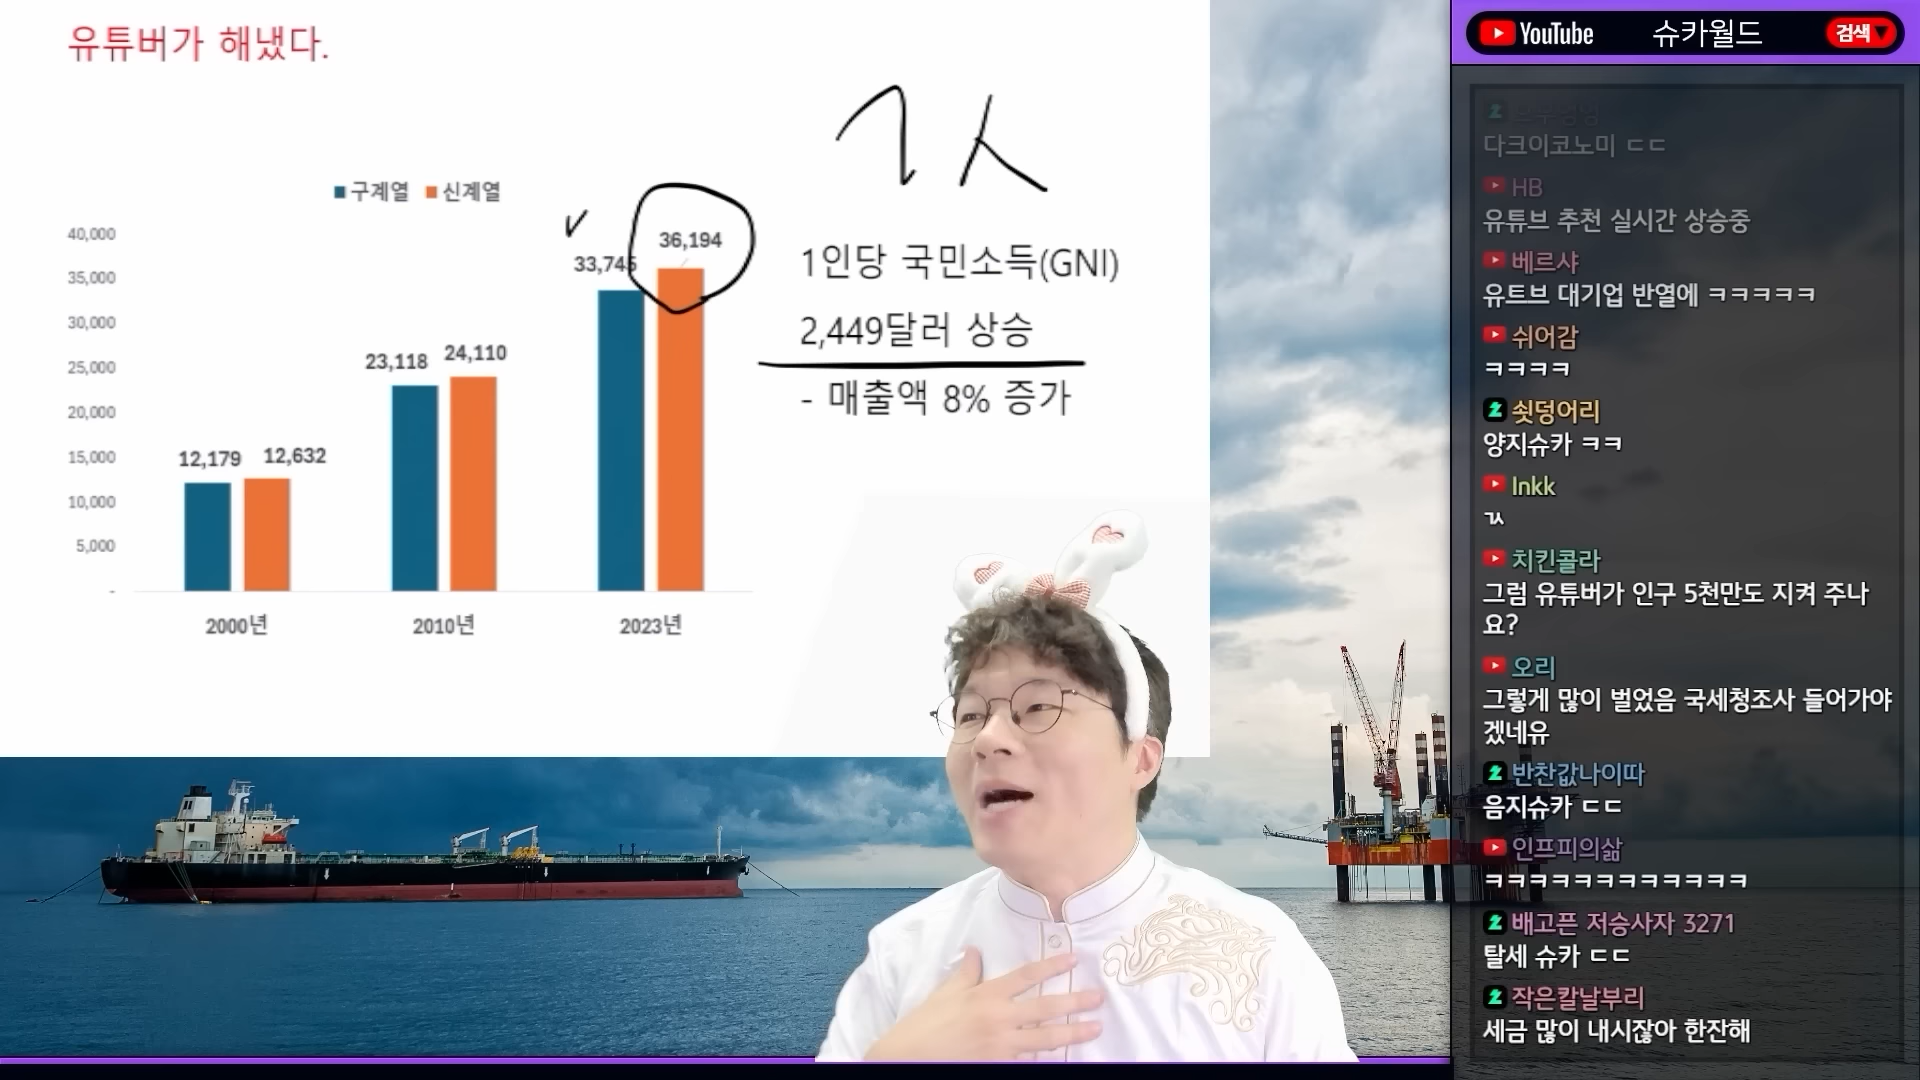 유튜버가 해냈다.
구계열 신계열
40,000
35,000
30,000
25,000
20,000
15,000
10,000
5,000
-
12,179 12,632
23,118 24,110
33,745 36,194
2000년 2010년 2023년
ㄱㅅ
1인당 국민소득(GNI)
2,449달러 상승
- 매출액 8% 증가
YouTube 슈카월드 검색▼
다크이코노미 ㄷㄷ
HB
유튜브 추천 실시간 상승중
베르샤
유트브 대기업 반열에 ㅋㅋㅋㅋㅋ
쉬어감
ㅋㅋㅋㅋ
쇳덩어리
양지슈카 ㅋㅋ
lnkk
ㄳ
치킨콜라
그럼 유튜버가 인구 5천만도 지켜 주나
요?
오리
그렇게 많이 벌었음 국세청조사 들어가야
겠네유
반찬값나이따
음지슈카 ㄷㄷ
인프피의삶
ㅋㅋㅋㅋㅋㅋㅋㅋㅋㅋㅋㅋ
배고픈 저승사자 3271
탈세 슈카 ㄷㄷ
작은칼날부리
세금 많이 내시잖아 한잔해